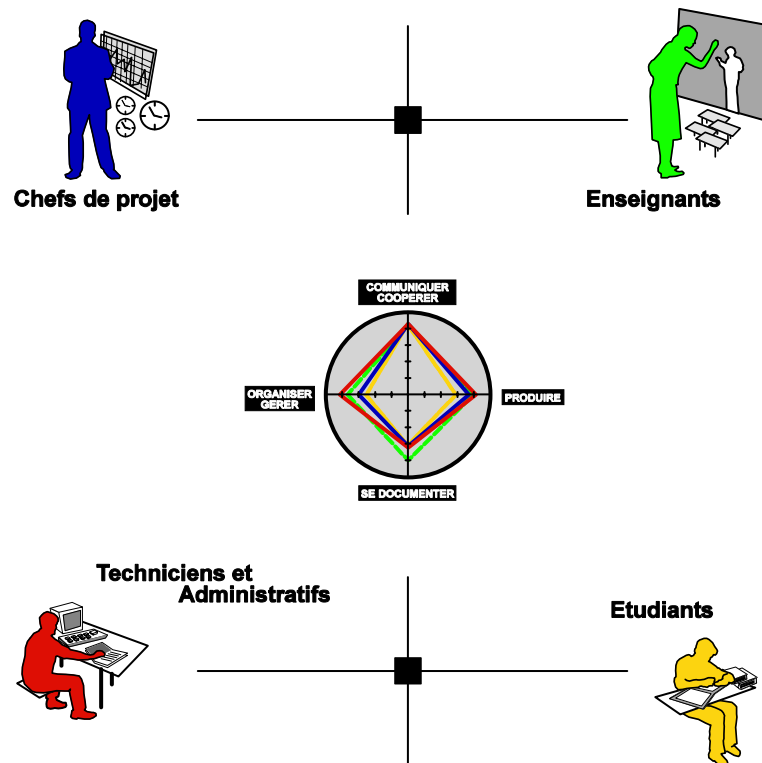 Chefs de projet
Enseignants
COMMUNIQUER
COOPERER
ORGANISER
GERER
PRODUIRE
SE DOCUMENTER
Techniciens et
Administratifs
Etudiants